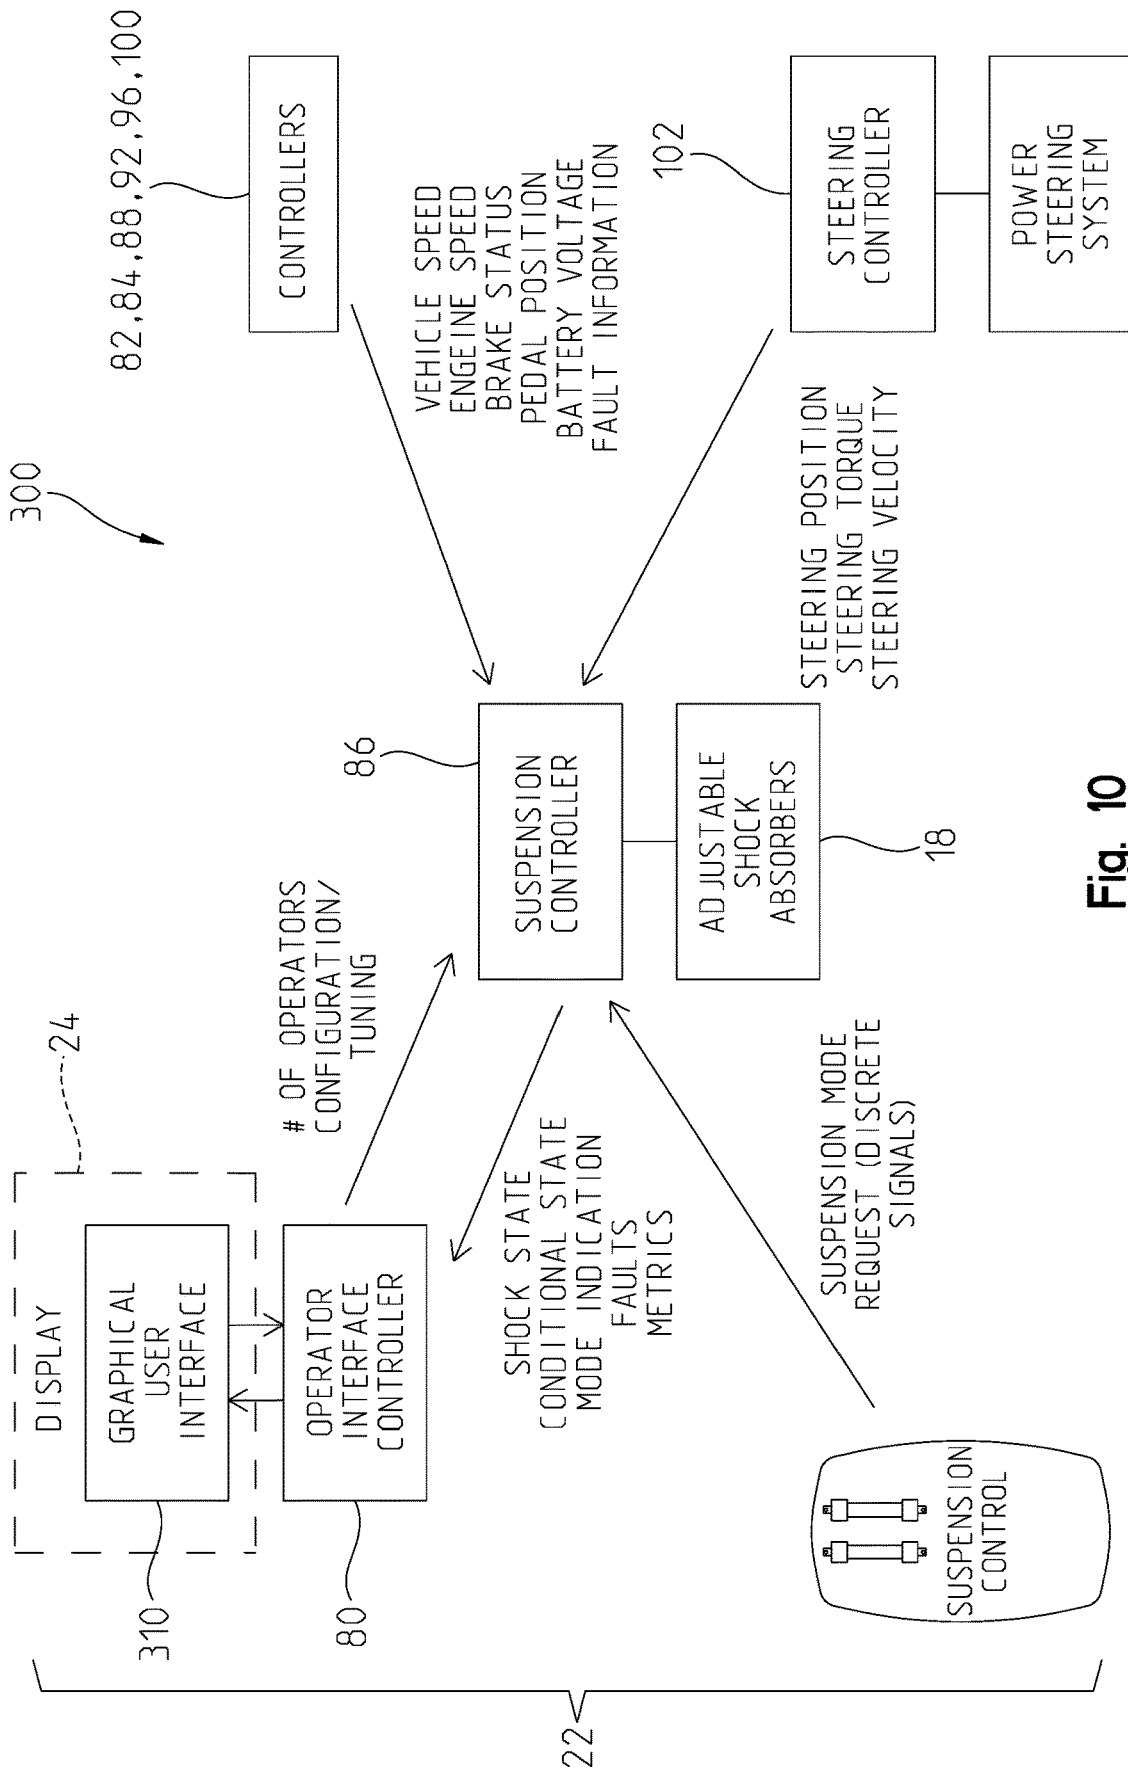 300
82,84,88,92,96,100
CONTROLLERS
VEHICLE SPEED
ENGEINE SPEED
BRAKE STATUS
PEDAL POSITION
BATTERY VOLTAGE
FAULT INFORMATION
102
STEERING
CONTROLLER
POWER
STEERING
SYSTEM
STEERING POSITION
STEERING TORQUE
STEERING VELOCITY
86
SUSPENSION
CONTROLLER
ADJUSTABLE
SHOCK
ABSORBERS
18
24
DISPLAY
GRAPHICAL
USER
INTERFACE
310
OPERATOR
INTERFACE
CONTROLLER
80
# OF OPERATORS
CONFIGURATION/
TUNING
SHOCK STATE
CONDITIONAL STATE
MODE INDICATION
FAULTS
METRICS
SUSPENSION MODE
REQUEST (DISCRETE
SIGNALS)
SUSPENSION
CONTROL
22
Fig. 10